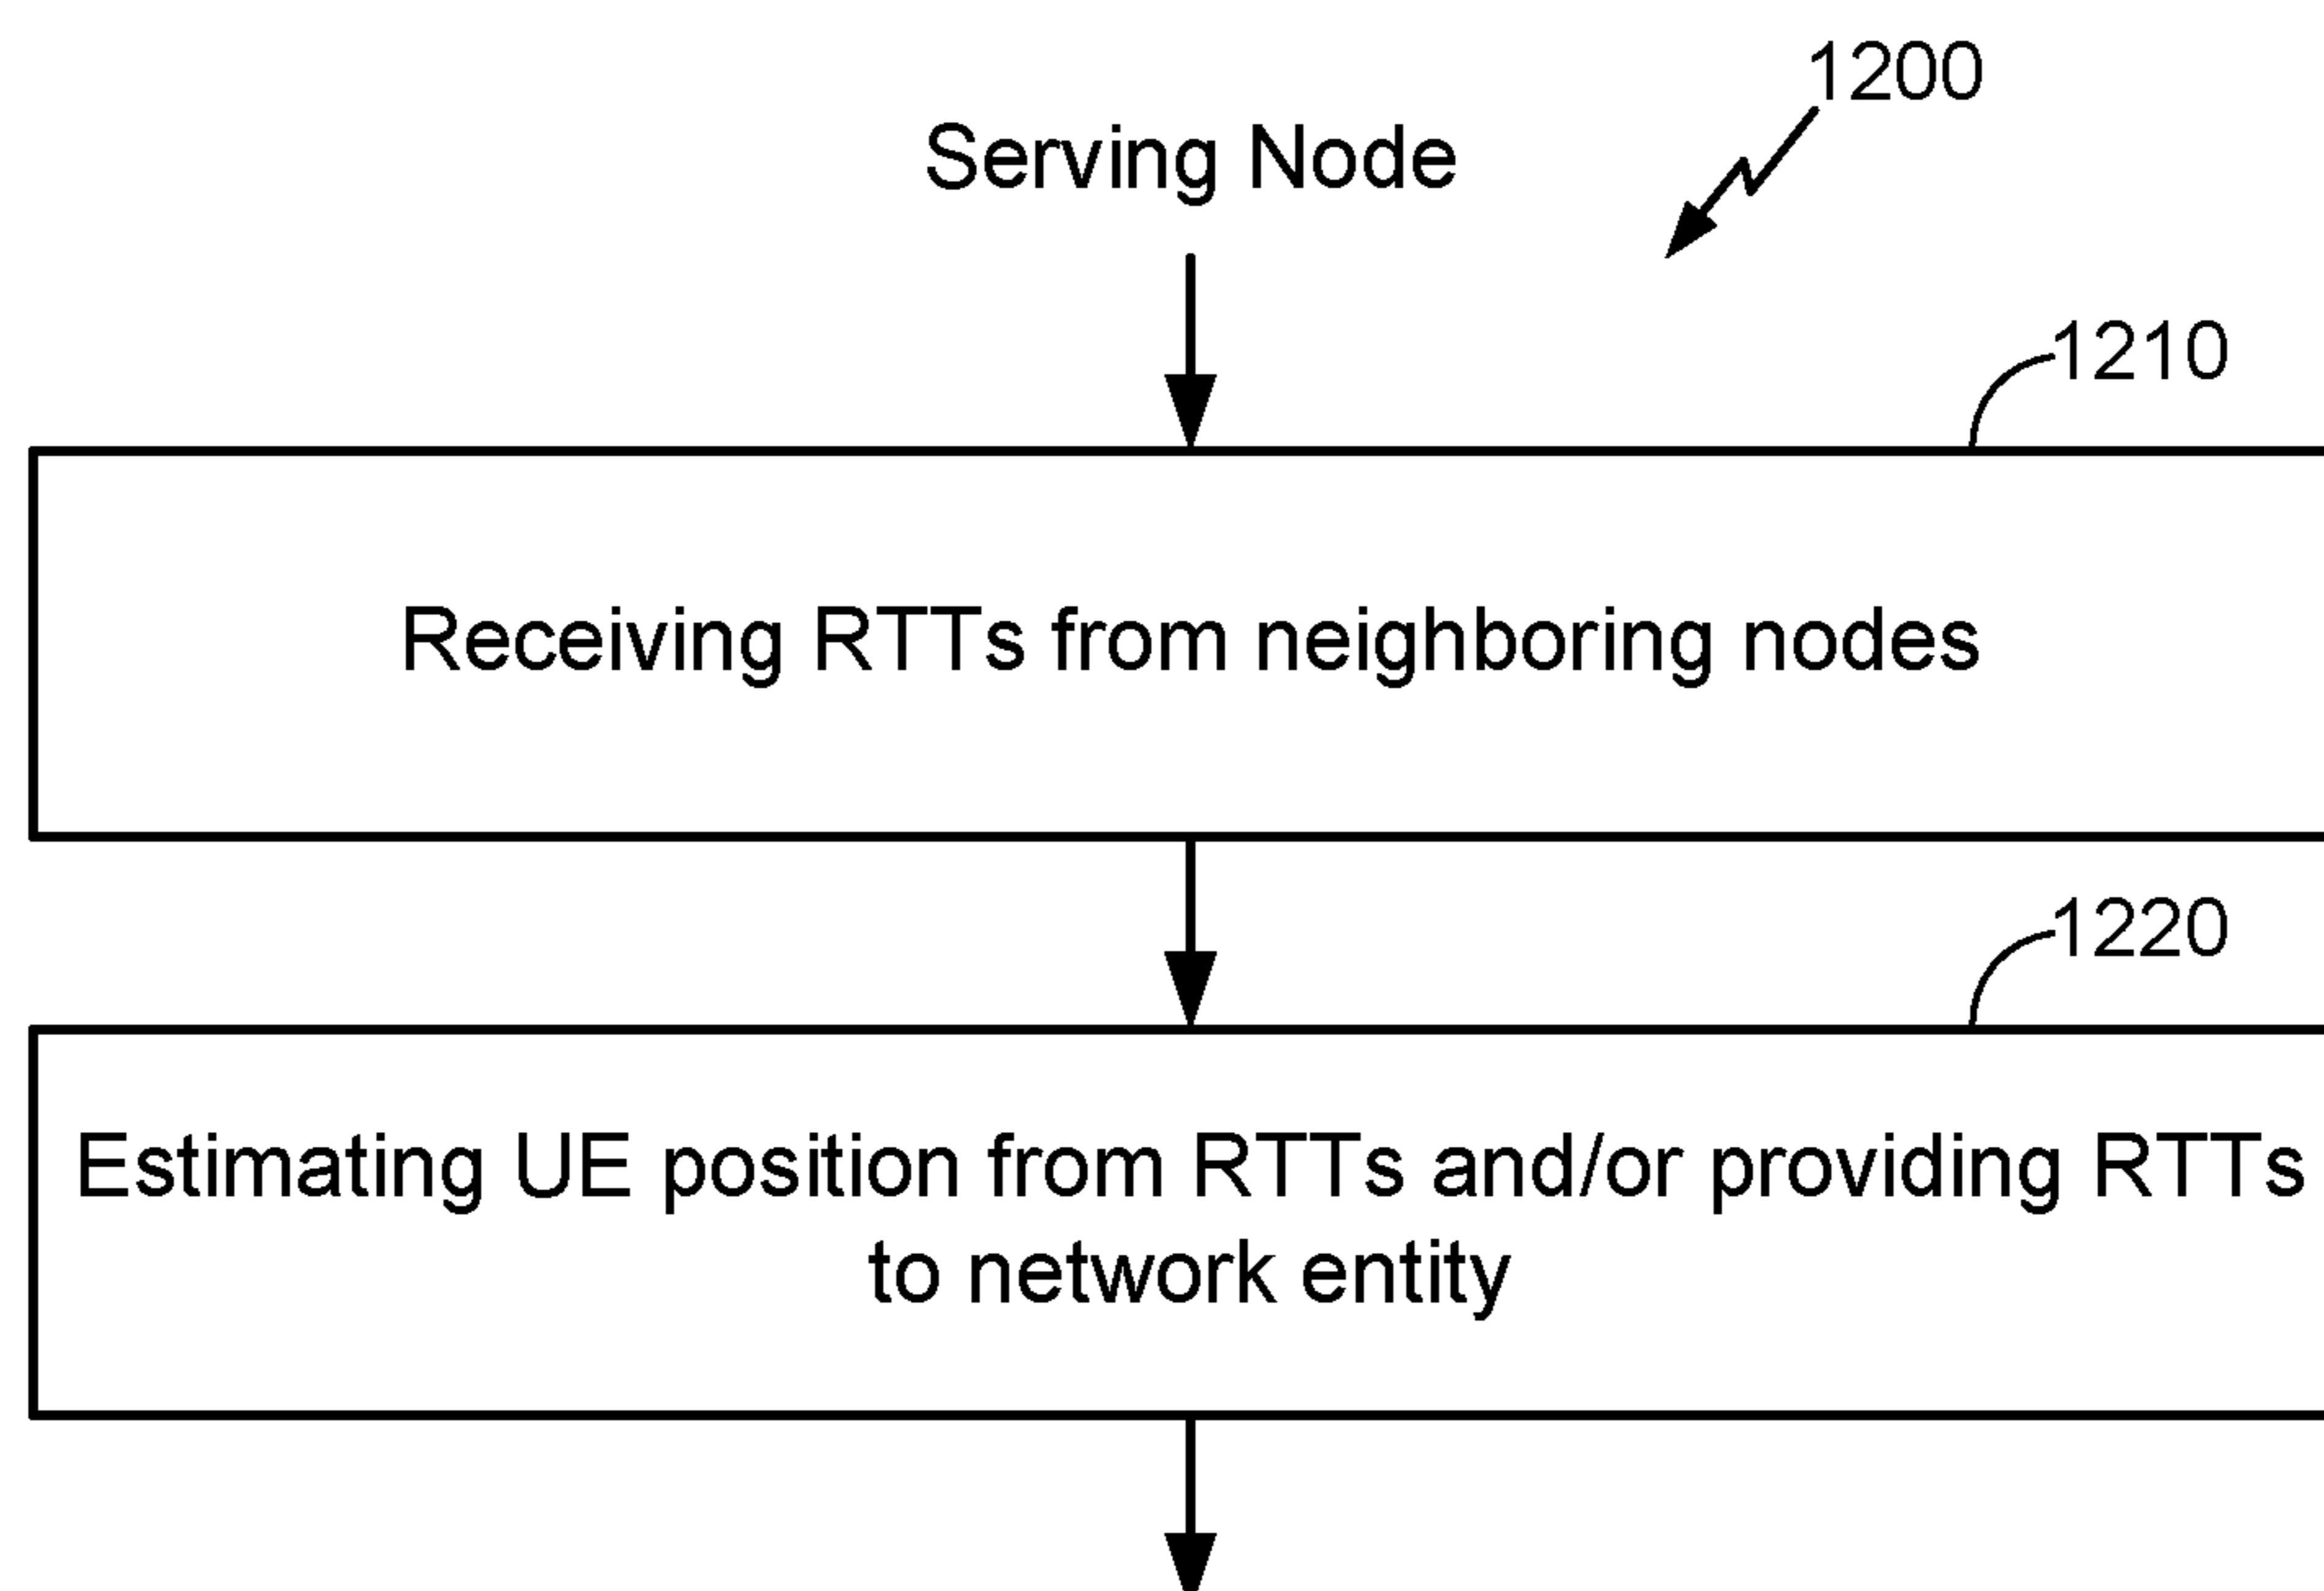 1200
Serving Node
1210
Receiving RTTs from neighboring nodes
1220
Estimating UE position from RTTs and/or providing RTTs
to network entity